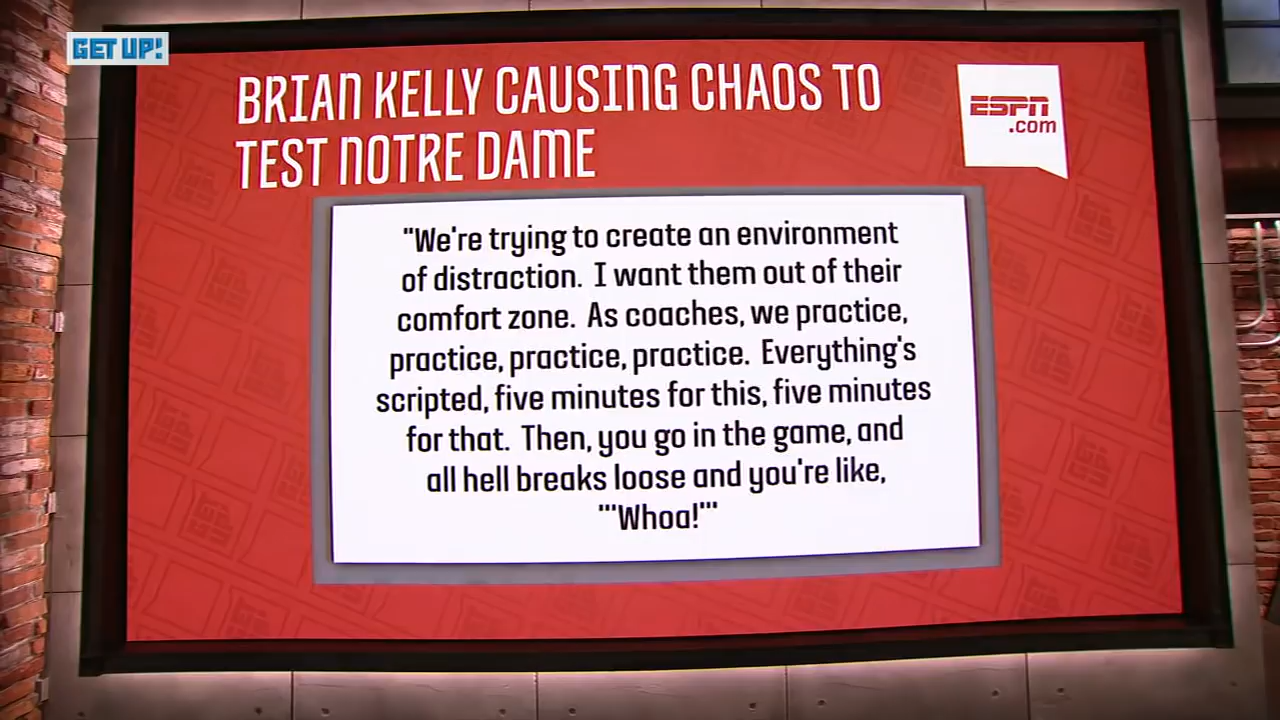 GET UP!
BRIAN KELLY CAUSING CHAOS TO
TEST NOTRE DAME
ESPN
.com
"We're trying to create an environment
of distraction. I want them out of their
comfort zone. As coaches, we practice,
practice, practice, practice. Everything's
scripted, five minutes for this, five minutes
for that. Then, you go in the game, and
all hell breaks loose and you're like,
"'Whoa!'"